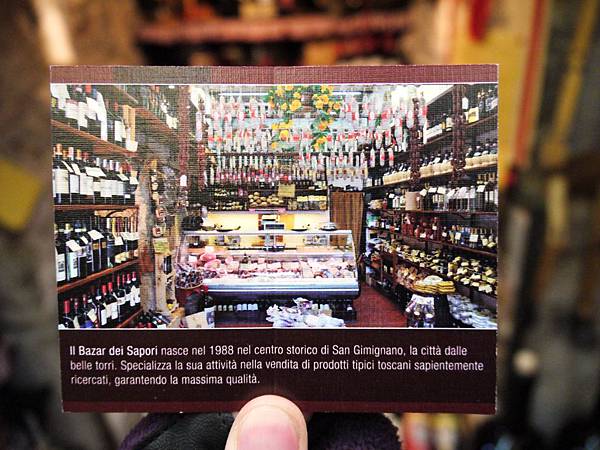 Il Bazar dei Sapori nasce nel 1988 nel centro storico di San Gimignano, la città dalle
belle torri. Specializza la sua attività nella vendita di prodotti tipici toscani sapientemente
ricercati, garantendo la massima qualità.